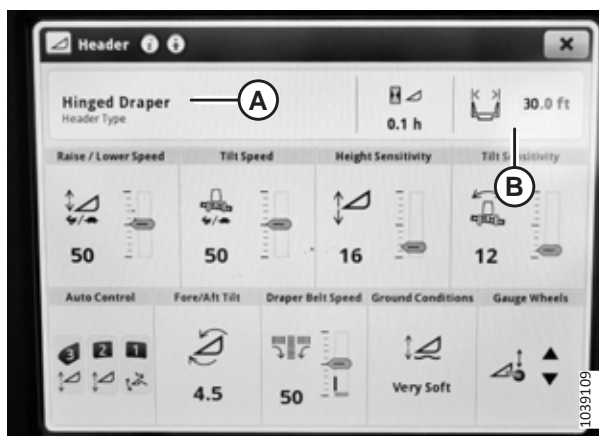 Header
Hinged Draper
Header Type
A
0.1 h
30.0 ft
B
Raise / Lower Speed
Tilt Speed
Height Sensitivity
Tilt Sensitivity
50
50
16
12
Auto Control
Fore/Aft Tilt
Draper Belt Speed
Ground Conditions
Gauge Wheels
3 2 1
4.5
50
Very Soft
1039109